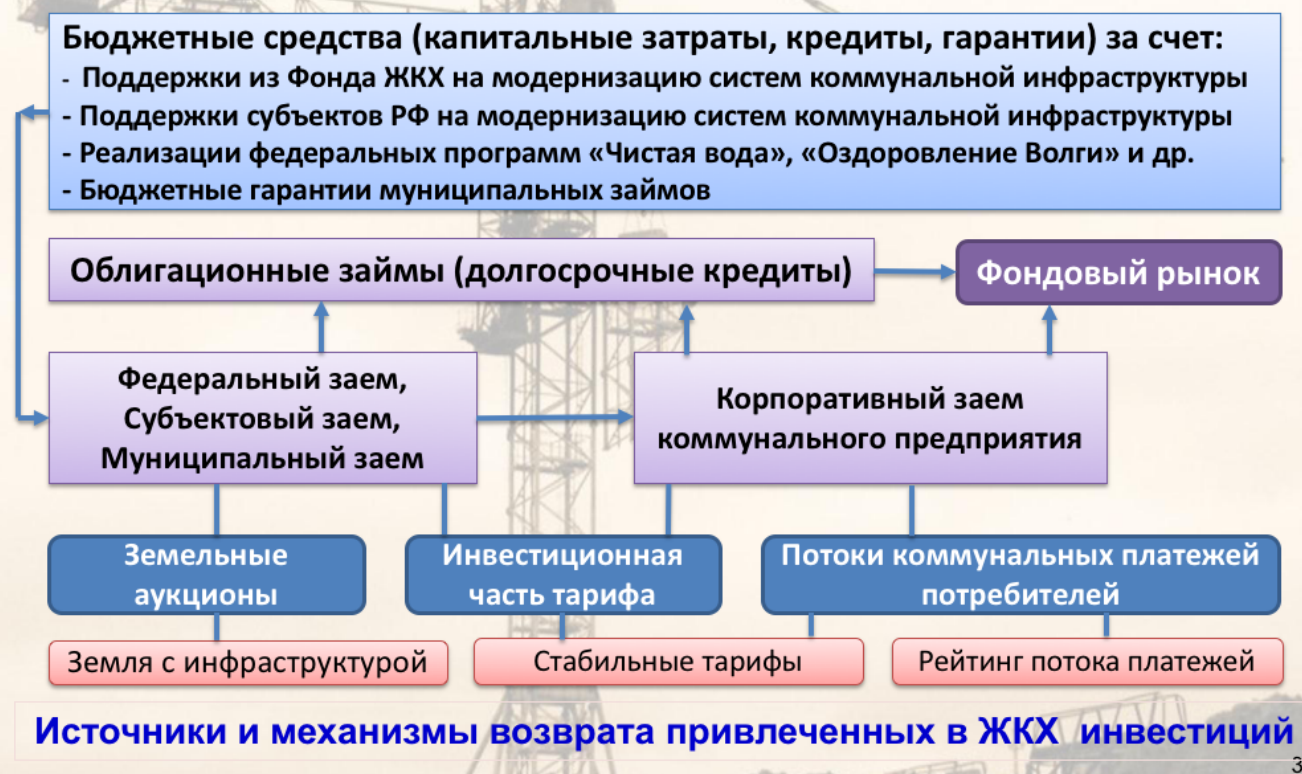 Бюджетные средства (капитальные затраты, кредиты, гарантии) за счет:
- Поддержки из Фонда ЖКХ на модернизацию систем коммунальной инфраструктуры
- Поддержки субъектов РФ на модернизацию систем коммунальной инфраструктуры
- Реализации федеральных программ «Чистая вода», «Оздоровление Волги» и др.
- Бюджетные гарантии муниципальных займов
Облигационные займы (долгосрочные кредиты)
Фондовый рынок
Федеральный заем,
Субъектовый заем,
Муниципальный заем
Корпоративный заем
коммунального предприятия
Земельные
аукционы
Инвестиционная
часть тарифа
Потоки коммунальных платежей
потребителей
Земля с инфраструктурой
Стабильные тарифы
Рейтинг потока платежей
Источники и механизмы возврата привлеченных в ЖКХ инвестиций
3